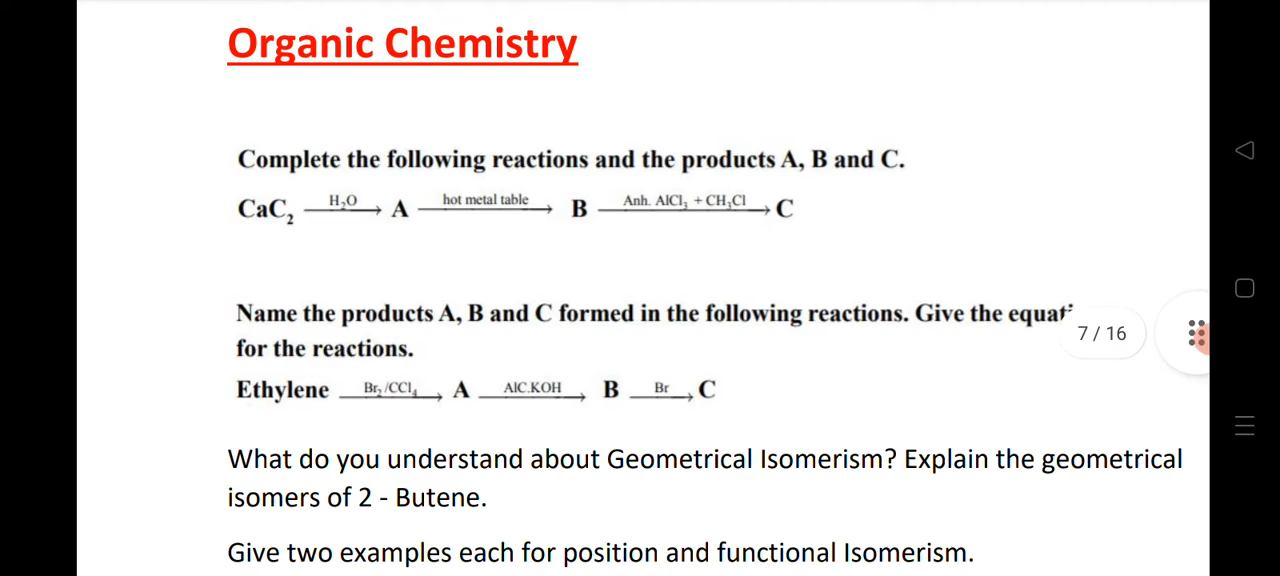 Organic Chemistry
Complete the following reactions and the products A, B and C.
CaC₂ —H₂O→ A —hot metal table→ B —Anh. AlCl₃ + CH₃Cl→ C
Name the products A, B and C formed in the following reactions. Give the
7 / 16
for the reactions.
Ethylene —Br₂/CCl₄→ A —AlC.KOH→ B —Br→ C
What do you understand about Geometrical Isomerism? Explain the geometrical
isomers of 2 - Butene.
Give two examples each for position and functional Isomerism.